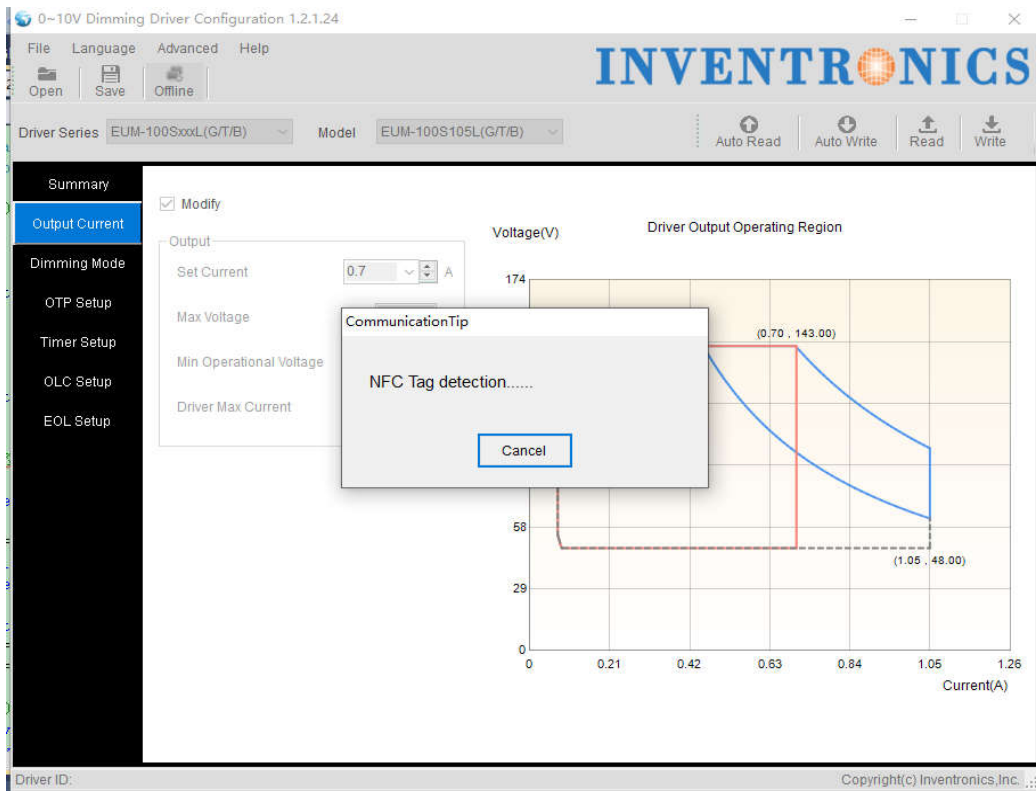 0~10V Dimming Driver Configuration 1.2.1.24
File Language Advanced Help
INVENTRONICS
Open Save Offline
Driver Series EUM-100SxxxL(G/T/B) Model EUM-100S105L(G/T/B)
Auto Read Auto Write Read Write
Summary
Output Current
Dimming Mode
OTP Setup
Timer Setup
OLC Setup
EOL Setup
Modify
Output
Set Current 0.7 A
Max Voltage
Min Operational Voltage
Driver Max Current
CommunicationTip
NFC Tag detection......
Cancel
Voltage(V)
Driver Output Operating Region
174
(0.70 , 143.00)
58
(1.05 , 48.00)
29
0
0 0.21 0.42 0.63 0.84 1.05 1.26
Current(A)
Driver ID:
Copyright(c) Inventronics,Inc.